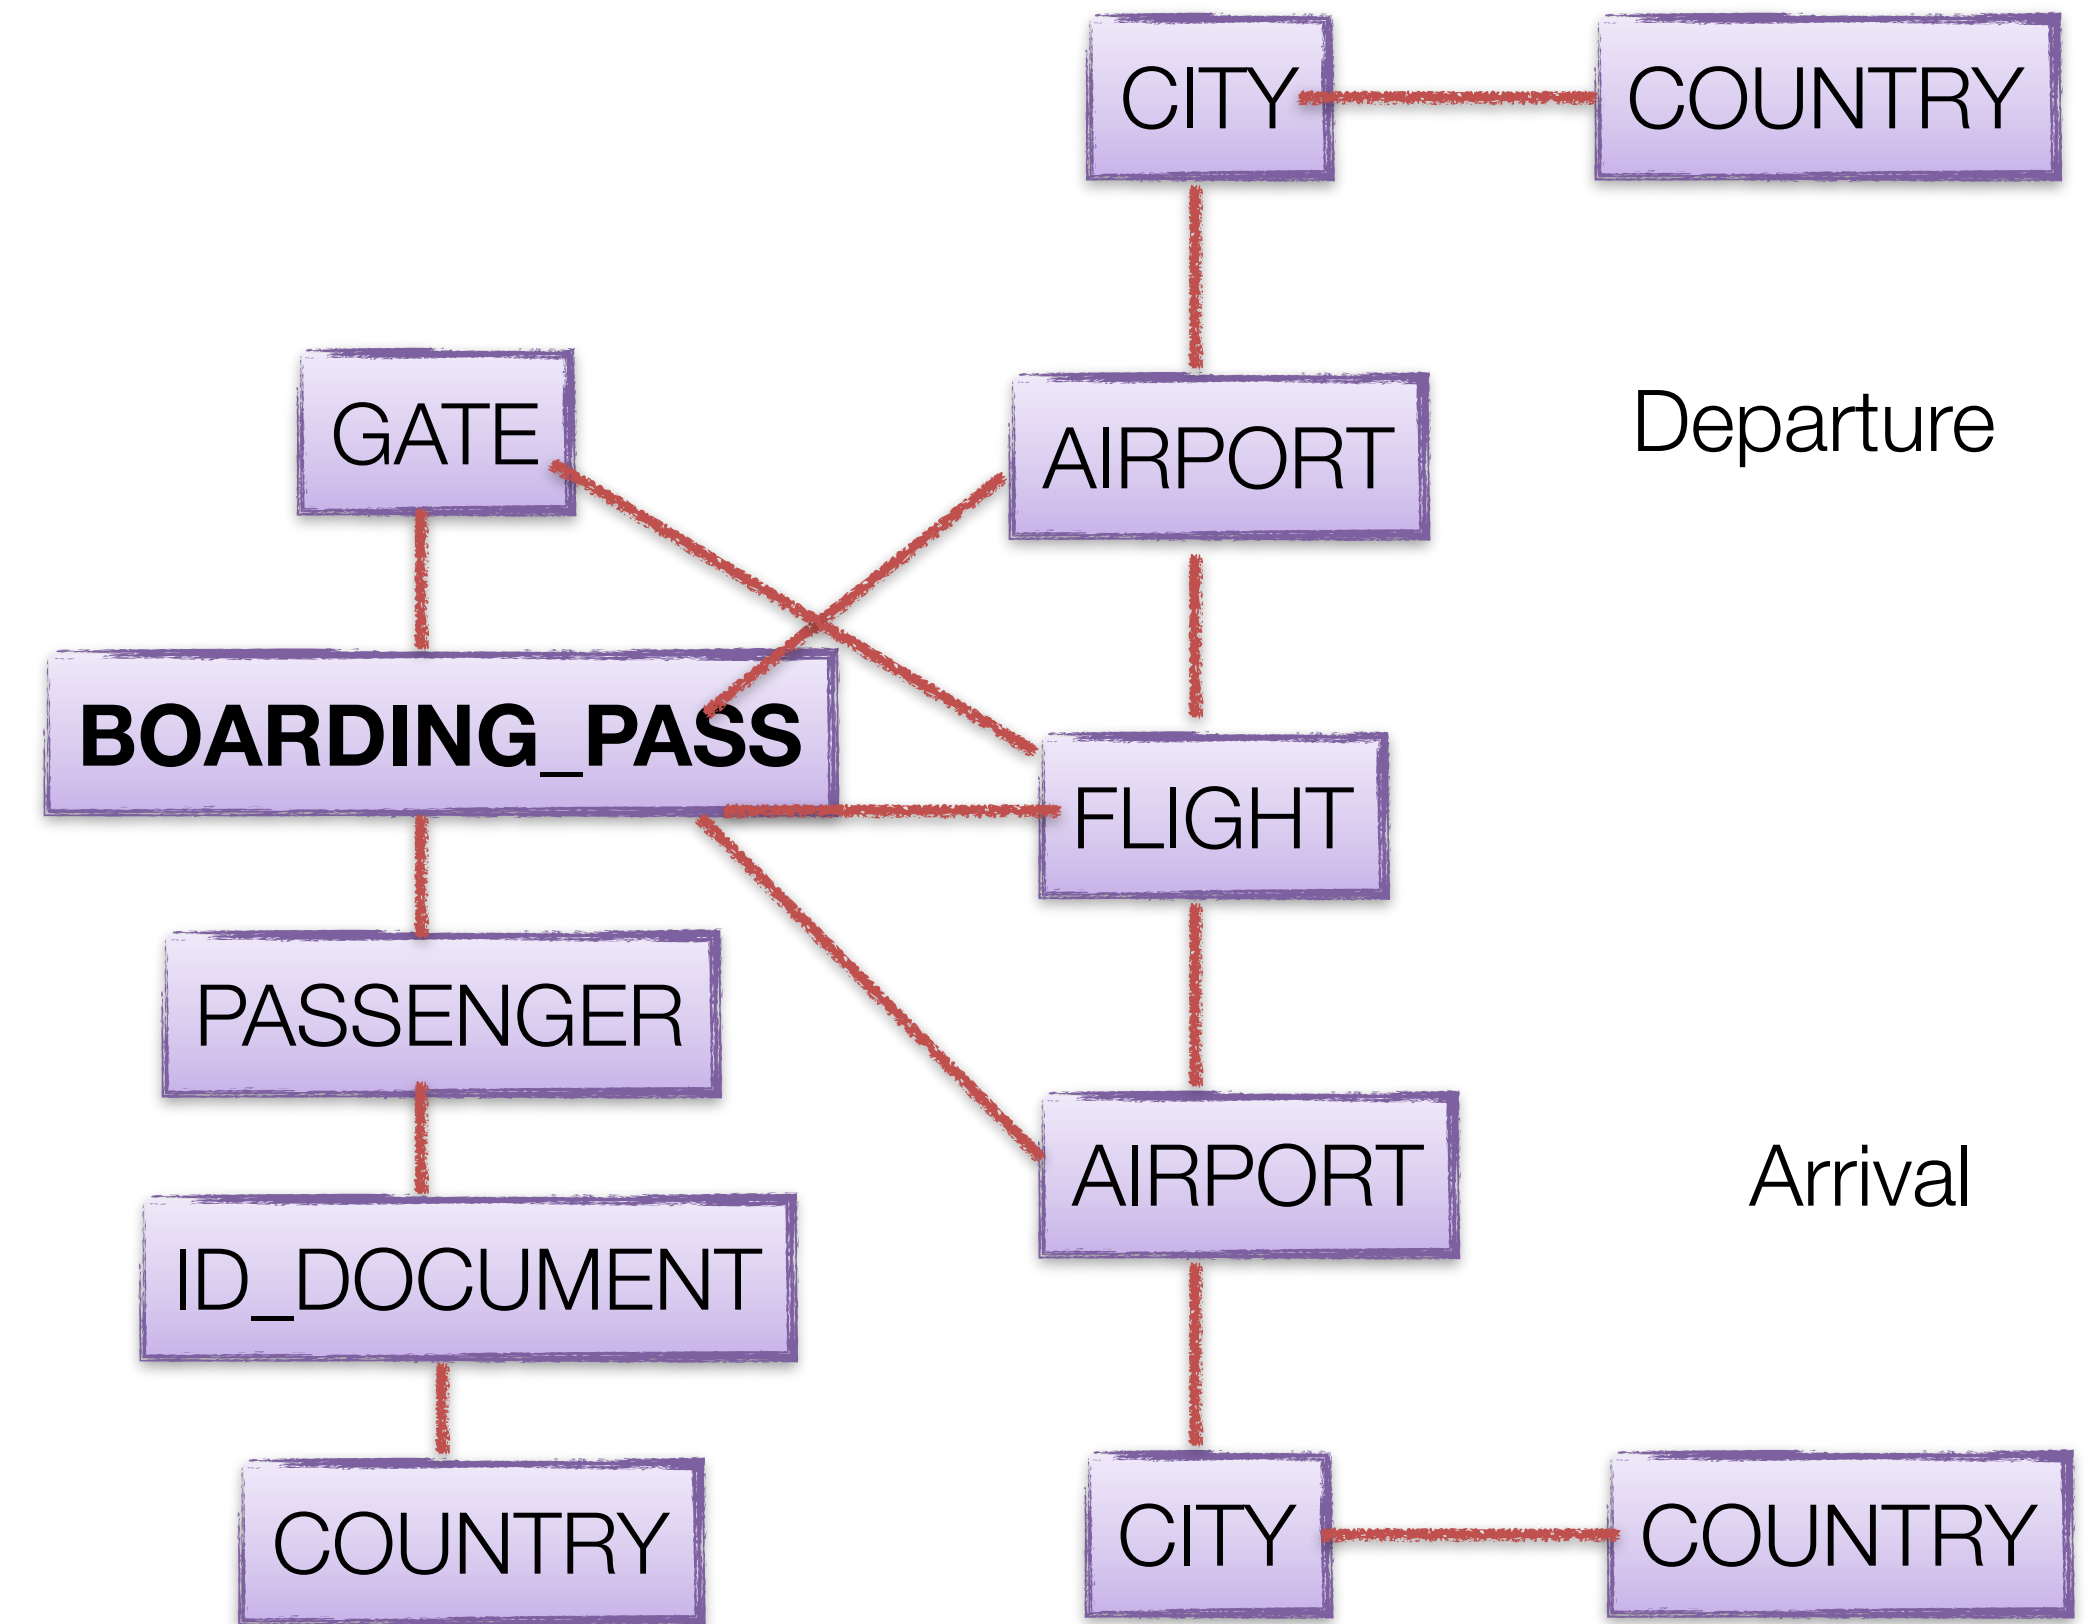 CITY
COUNTRY
GATE
AIRPORT
Departure
BOARDING_PASS
FLIGHT
PASSENGER
AIRPORT
Arrival
ID_DOCUMENT
COUNTRY
CITY
COUNTRY